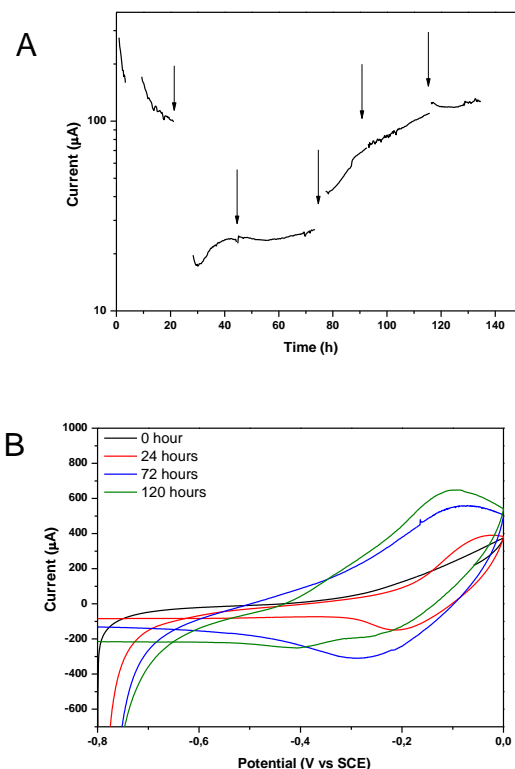 A
100
10
Current (µA)
0 20 40 60 80 100 120 140
Time (h)
B
1000
800
600
400
200
0
-200
-400
-600
Current (µA)
0 hour
24 hours
72 hours
120 hours
-0,8 -0,6 -0,4 -0,2 0,0
Potential (V vs SCE)